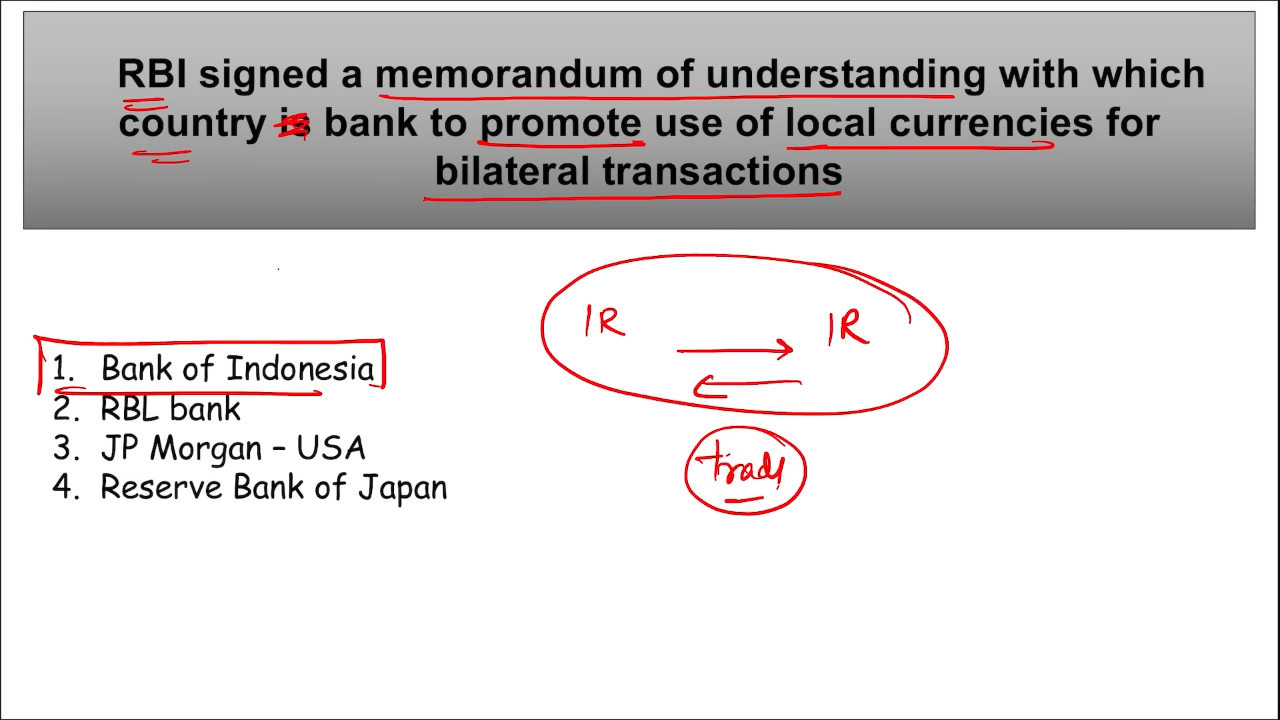 RBI signed a memorandum of understanding with which
country is bank to promote use of local currencies for
bilateral transactions
IR IR
1. Bank of Indonesia
2. RBL bank
3. JP Morgan – USA
4. Reserve Bank of Japan